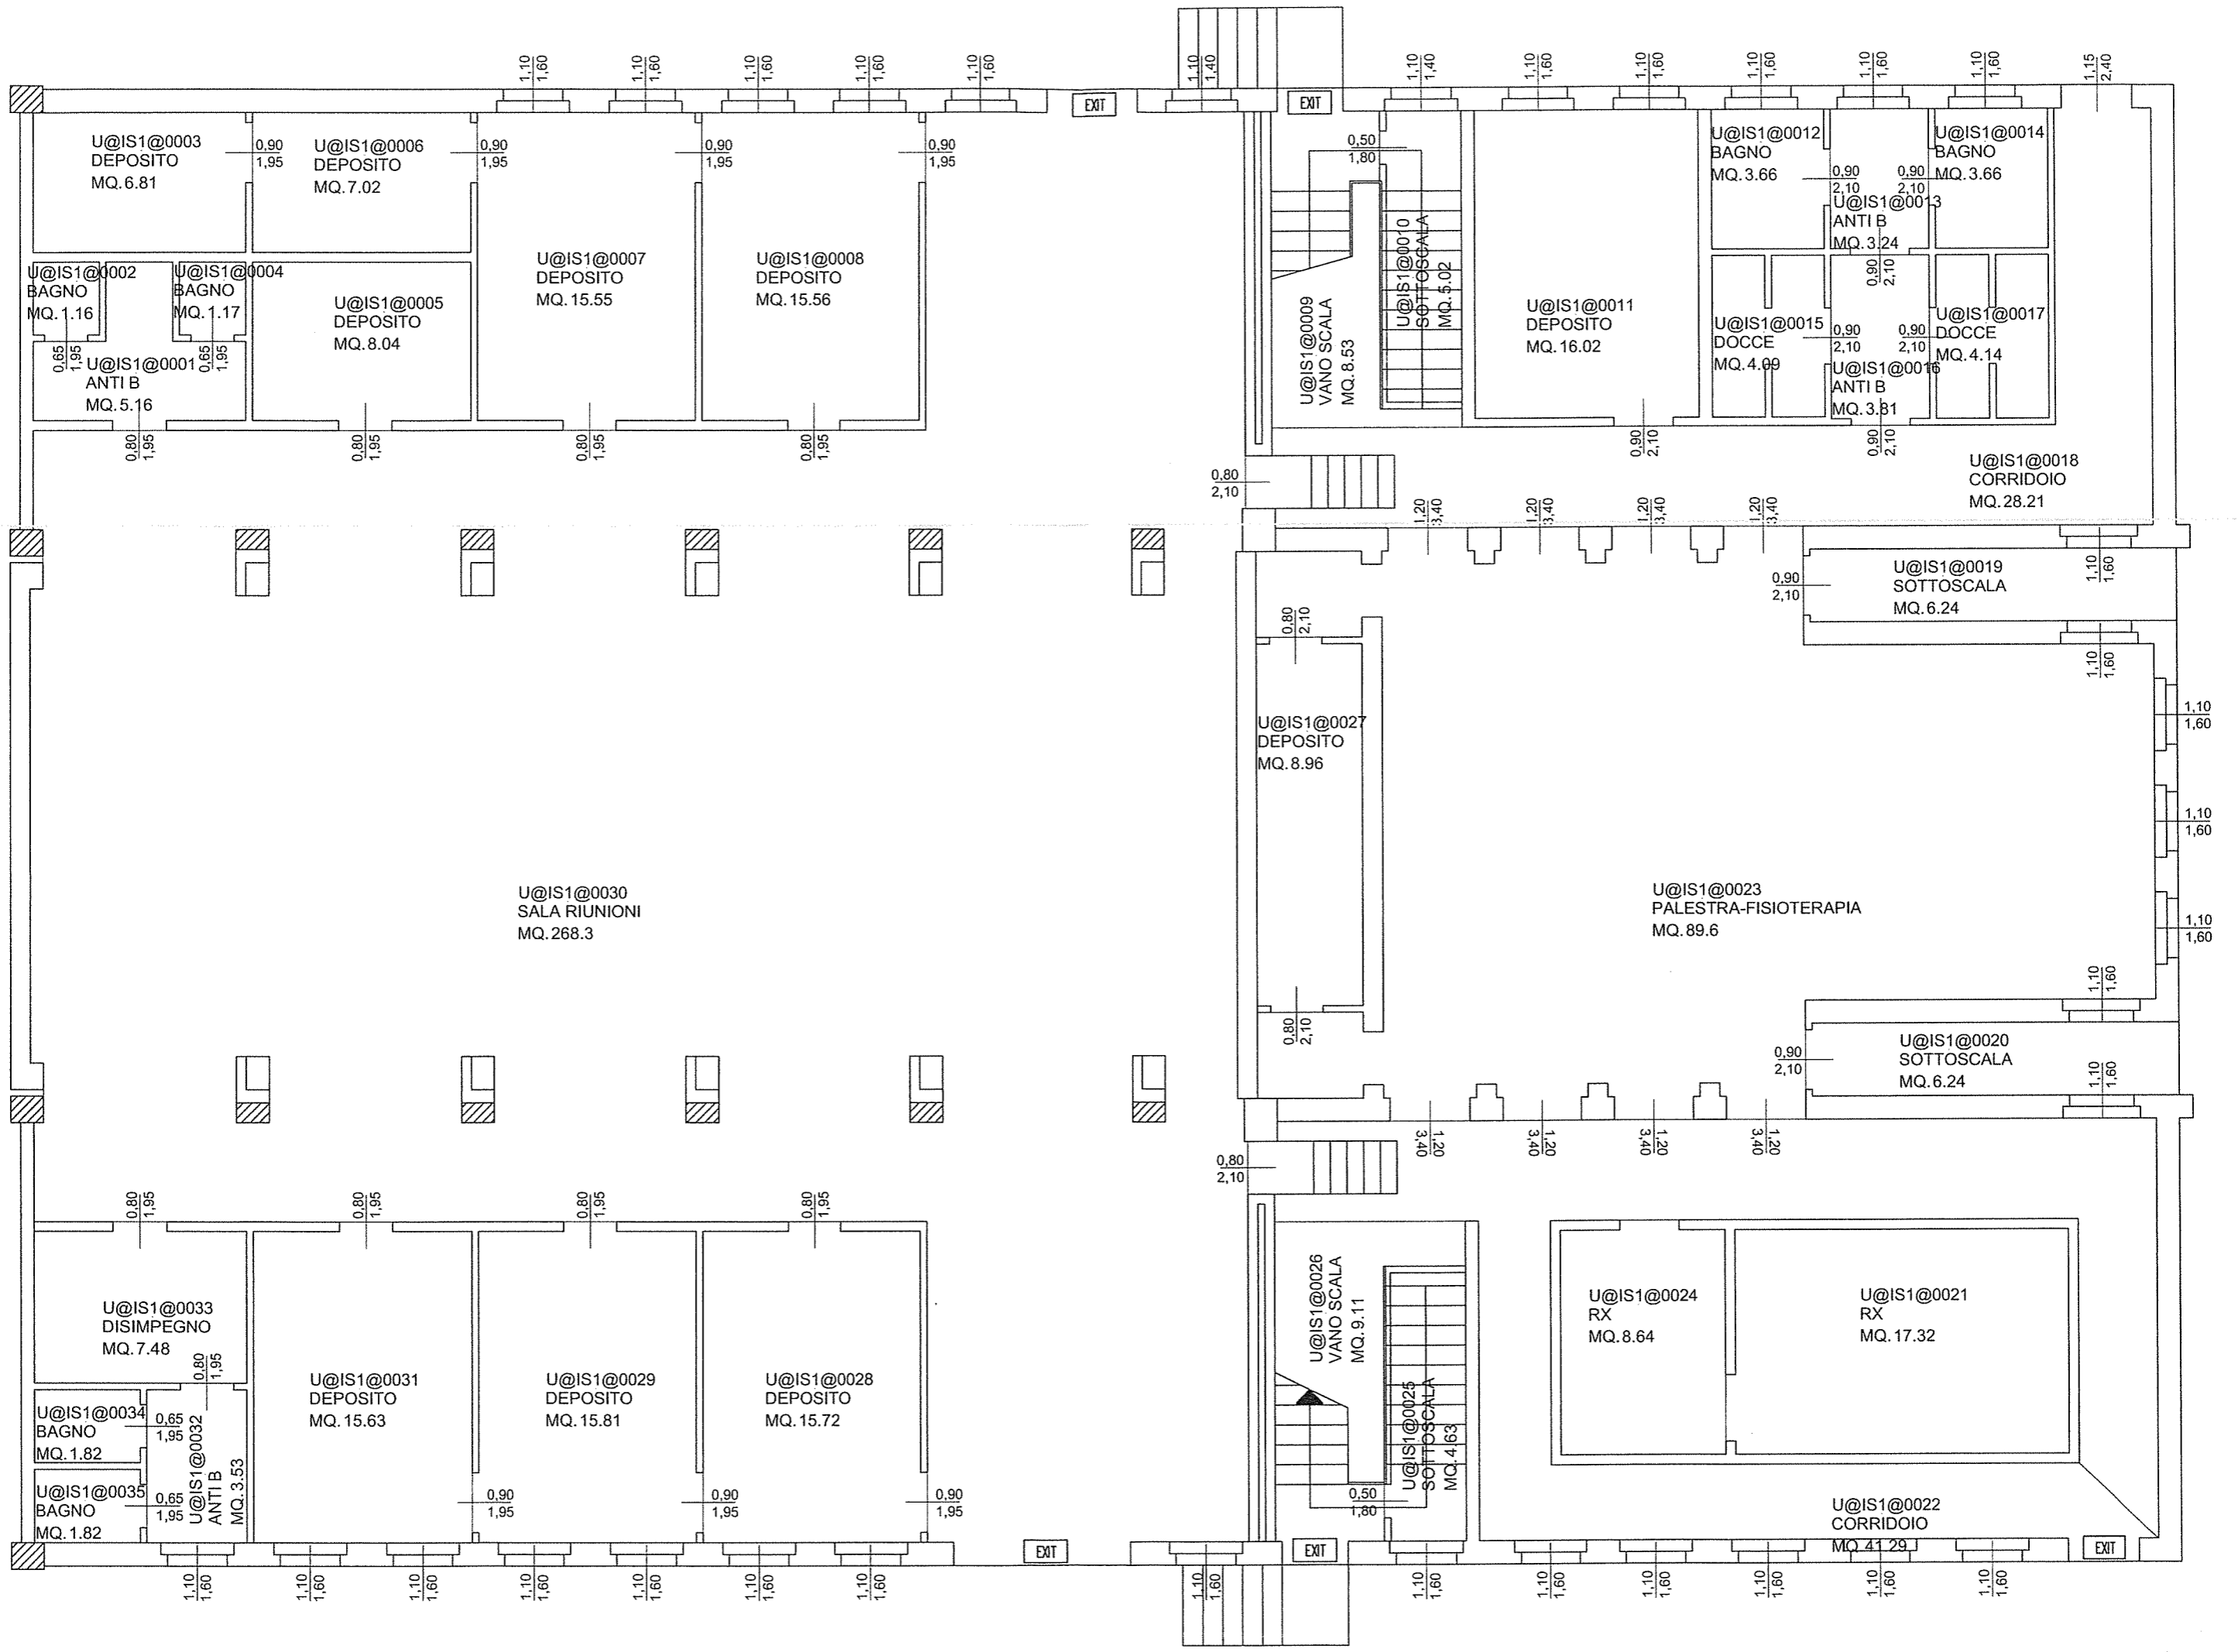 1,10 1,60
1,10 1,60
1,10 1,60
1,10 1,60
1,10 1,60
1,10 1,40
1,10 1,40
1,10 1,60
1,10 1,60
1,10 1,60
1,10 1,60
1,10 1,60
1,15 2,40
EXIT
EXIT
U@IS1@0003
DEPOSITO
MQ.6.81
0,90
1,95
U@IS1@0006
DEPOSITO
MQ.7.02
0,90
1,95
0,90
1,95
0,90
1,95
U@IS1@0002
BAGNO
MQ.1.16
0,65 1,95
U@IS1@0004
BAGNO
MQ.1.17
0,65 1,95
U@IS1@0001
ANTI B
MQ.5.16
U@IS1@0005
DEPOSITO
MQ.8.04
U@IS1@0007
DEPOSITO
MQ.15.55
U@IS1@0008
DEPOSITO
MQ.15.56
0,80 1,95
0,80 1,95
0,80 1,95
0,80 1,95
0,50
1,80
U@IS1@0009
VANO SCALA
MQ.8.53
U@IS1@0010
SOTTOSCALA
MQ.5.02
U@IS1@0011
DEPOSITO
MQ.16.02
0,90 2,10
U@IS1@0012
BAGNO
MQ.3.66
0,90
2,10
0,90
2,10
U@IS1@0013
ANTI B
MQ.3.24
0,90 2,10
U@IS1@0014
BAGNO
MQ.3.66
U@IS1@0015
DOCCE
MQ.4.09
0,90
2,10
0,90
2,10
U@IS1@0016
ANTI B
MQ.3.81
0,90 2,10
U@IS1@0017
DOCCE
MQ.4.14
U@IS1@0018
CORRIDOIO
MQ.28.21
0,80
2,10
1,20 3,40
1,20 3,40
1,20 3,40
1,20 3,40
0,90
2,10
U@IS1@0019
SOTTOSCALA
MQ.6.24
1,10 1,60
1,10 1,60
0,80 2,10
U@IS1@0027
DEPOSITO
MQ.8.96
0,80 2,10
1,10
1,60
1,10
1,60
1,10
1,60
U@IS1@0030
SALA RIUNIONI
MQ.268.3
U@IS1@0023
PALESTRA-FISIOTERAPIA
MQ.89.6
1,10 1,60
0,90
2,10
U@IS1@0020
SOTTOSCALA
MQ.6.24
1,10 1,60
1,20 3,40
1,20 3,40
1,20 3,40
1,20 3,40
0,80
2,10
0,80 1,95
0,80 1,95
0,80 1,95
0,80 1,95
U@IS1@0033
DISIMPEGNO
MQ.7.48
0,80 1,95
U@IS1@0034
BAGNO
MQ.1.82
0,65
1,95
U@IS1@0032
ANTI B
MQ.3.53
U@IS1@0035
BAGNO
MQ.1.82
0,65
1,95
U@IS1@0031
DEPOSITO
MQ.15.63
0,90
1,95
U@IS1@0029
DEPOSITO
MQ.15.81
0,90
1,95
U@IS1@0028
DEPOSITO
MQ.15.72
0,90
1,95
U@IS1@0026
VANO SCALA
MQ.9.11
U@IS1@0025
SOTTOSCALA
MQ.4.63
0,50
1,80
U@IS1@0024
RX
MQ.8.64
U@IS1@0021
RX
MQ.17.32
U@IS1@0022
CORRIDOIO
MQ.41.29
EXIT
EXIT
EXIT
1,10 1,60
1,10 1,60
1,10 1,60
1,10 1,60
1,10 1,60
1,10 1,60
1,10 1,60
1,10 1,60
1,10 1,60
1,10 1,60
1,10 1,60
1,10 1,60
1,10 1,60
1,10 1,60